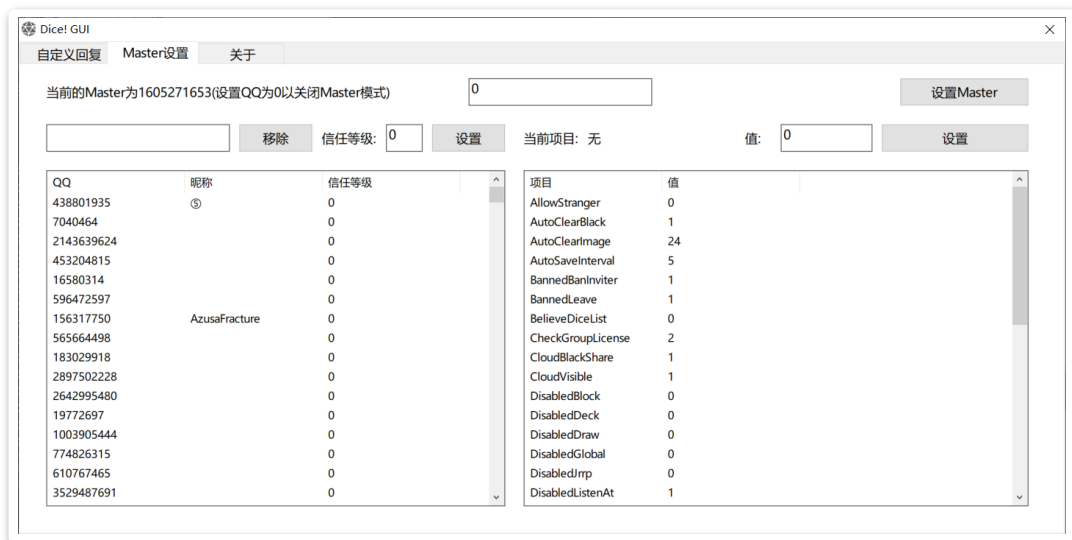 Dice! GUI
自定义回复 Master设置 关于
当前的Master为1605271653(设置QQ为0以关闭Master模式) 0 设置Master
移除 信任等级: 0 设置 当前项目: 无 值: 0 设置
QQ 昵称 信任等级 项目 值
438801935 Ⓢ 0 AllowStranger 0
7040464 0 AutoClearBlack 1
2143639624 0 AutoClearImage 24
453204815 0 AutoSaveInterval 5
16580314 0 BannedBanInviter 1
596472597 0 BannedLeave 1
156317750 AzusaFracture 0 BelieveDiceList 0
565664498 0 CheckGroupLicense 2
183029918 0 CloudBlackShare 1
2897502228 0 CloudVisible 1
2642995480 0 DisabledBlock 0
19772697 0 DisabledDeck 0
1003905444 0 DisabledDraw 0
774826315 0 DisabledGlobal 0
610767465 0 DisabledJrrp 0
3529487691 0 DisabledListenAt 1